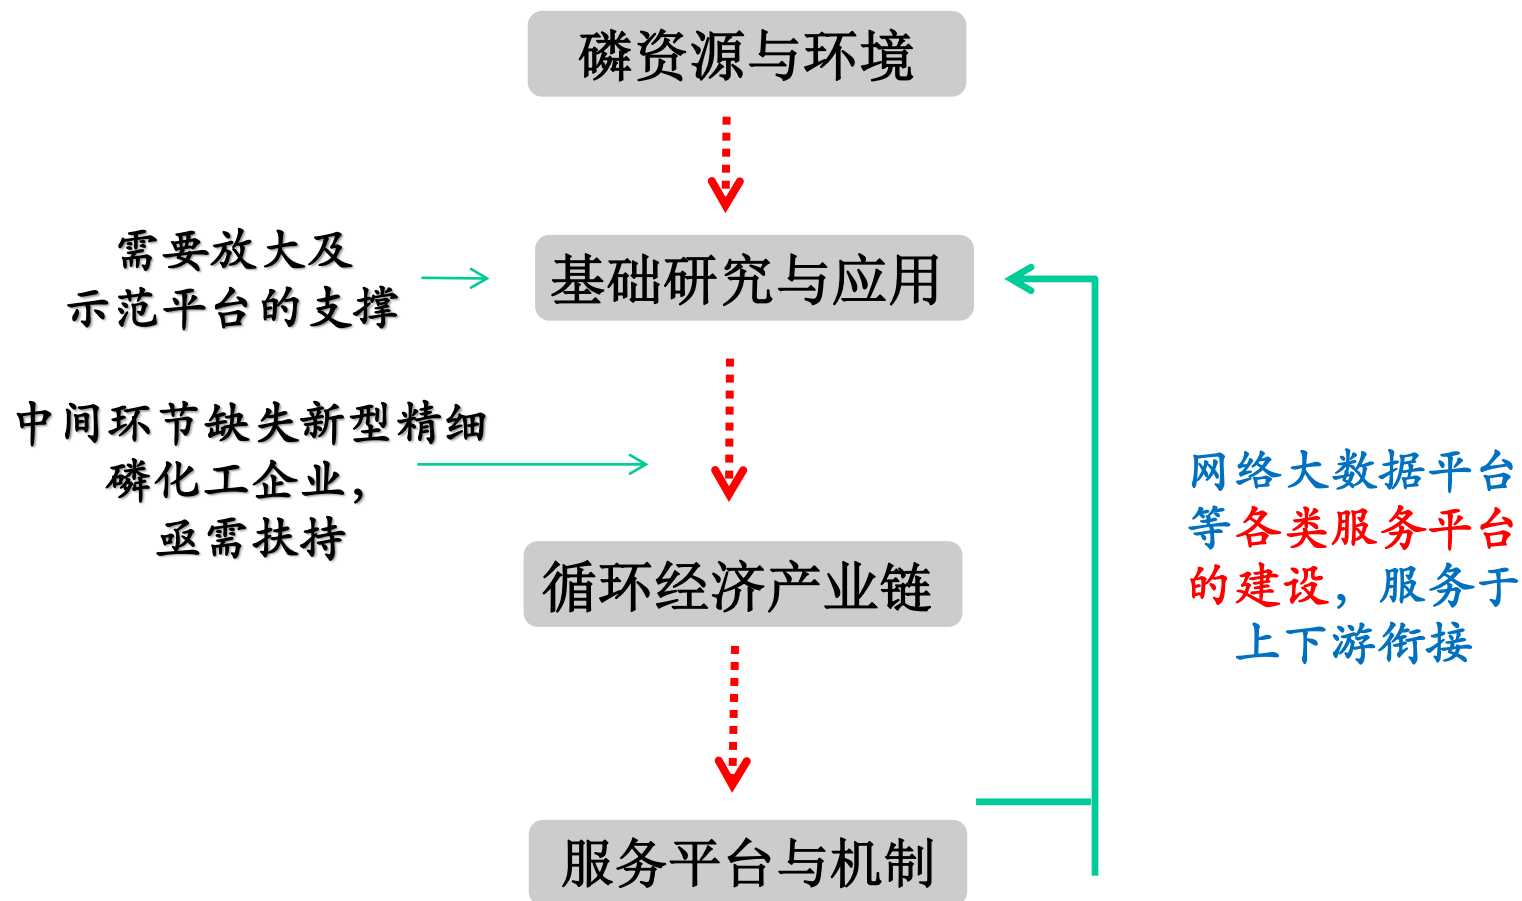 磷资源与环境
需要放大及
示范平台的支撑
基础研究与应用
中间环节缺失新型精细
磷化工企业，
亟需扶持
网络大数据平台
等各类服务平台
的建设，服务于
上下游衔接
循环经济产业链
服务平台与机制